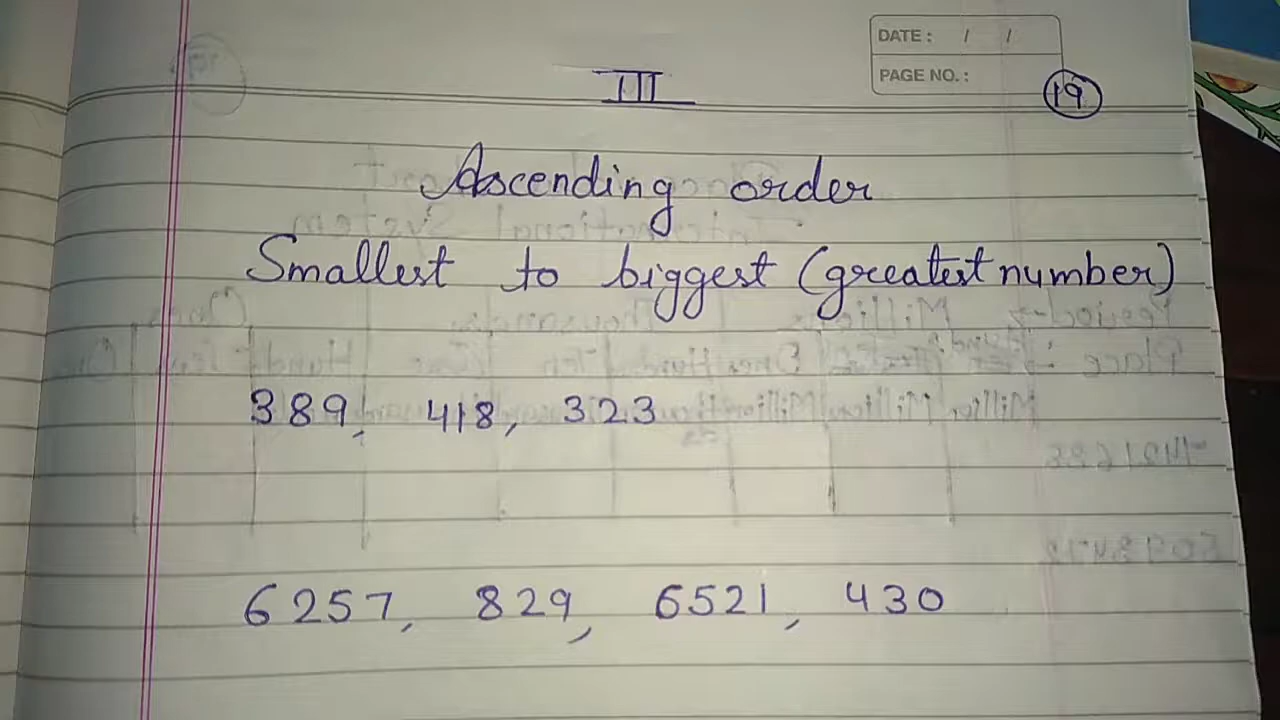 DATE : / /
PAGE NO. :
III
19
Ascending order
Smallest to biggest (greatest number)
389, 418, 323
6257, 829, 6521, 430